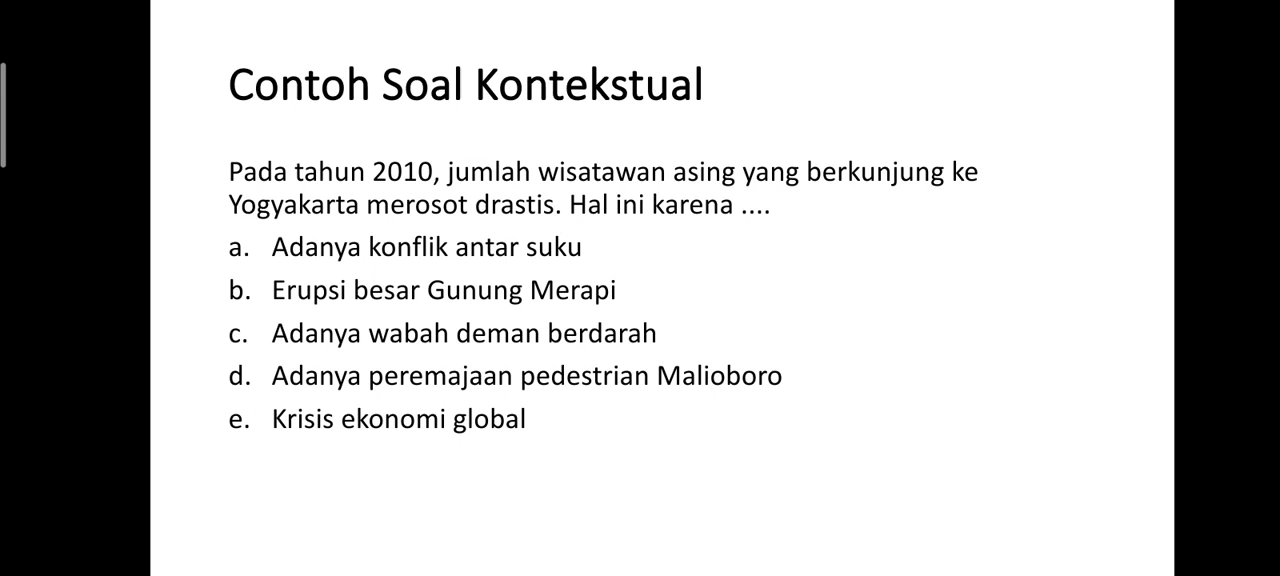 Contoh Soal Kontekstual
Pada tahun 2010, jumlah wisatawan asing yang berkunjung ke
Yogyakarta merosot drastis. Hal ini karena ....
a. Adanya konflik antar suku
b. Erupsi besar Gunung Merapi
c. Adanya wabah deman berdarah
d. Adanya peremajaan pedestrian Malioboro
e. Krisis ekonomi global